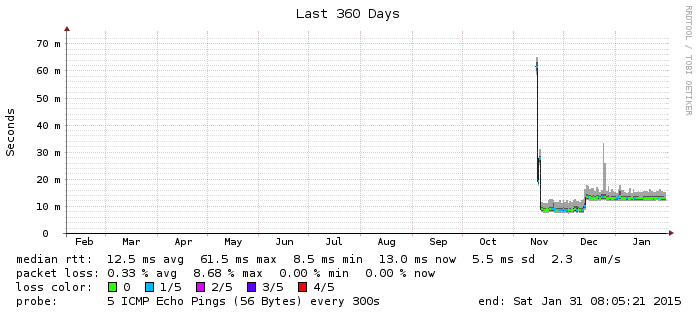 Last 360 Days
RRDTOOL / TOBI OETIKER
Seconds
70 m
60 m
50 m
40 m
30 m
20 m
10 m
0
Feb Mar Apr May Jun Jul Aug Sep Oct Nov Dec Jan
median rtt: 12.5 ms avg 61.5 ms max 8.5 ms min 13.0 ms now 5.5 ms sd 2.3 am/s
packet loss: 0.33 % avg 8.68 % max 0.00 % min 0.00 % now
loss color: 0 1/5 2/5 3/5 4/5
probe: 5 ICMP Echo Pings (56 Bytes) every 300s end: Sat Jan 31 08:05:21 2015